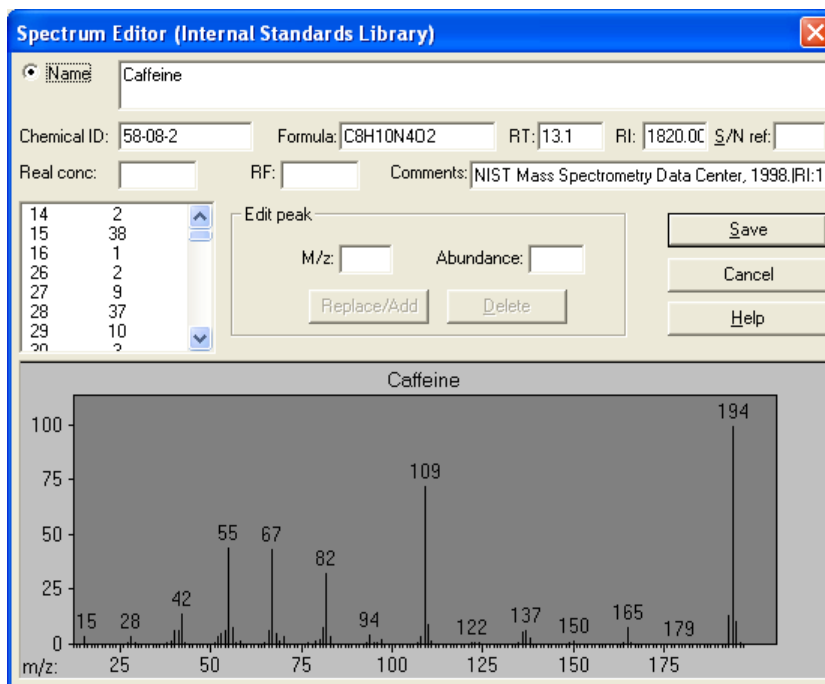 Spectrum Editor (Internal Standards Library)
Name Caffeine
Chemical ID: 58-08-2 Formula: C8H10N4O2 RT: 13.1 RI: 1820.00 S/N ref:
Real conc: RF: Comments: NIST Mass Spectrometry Data Center, 1998.|RI:1
14 2
15 38
16 1
26 2
27 9
28 37
29 10
Edit peak
M/z: Abundance:
Replace/Add Delete
Save
Cancel
Help
Caffeine
100
75
50
25
0
194
109
55
67
82
42
15
28
94
122
137
150
165
179
m/z: 25 50 75 100 125 150 175